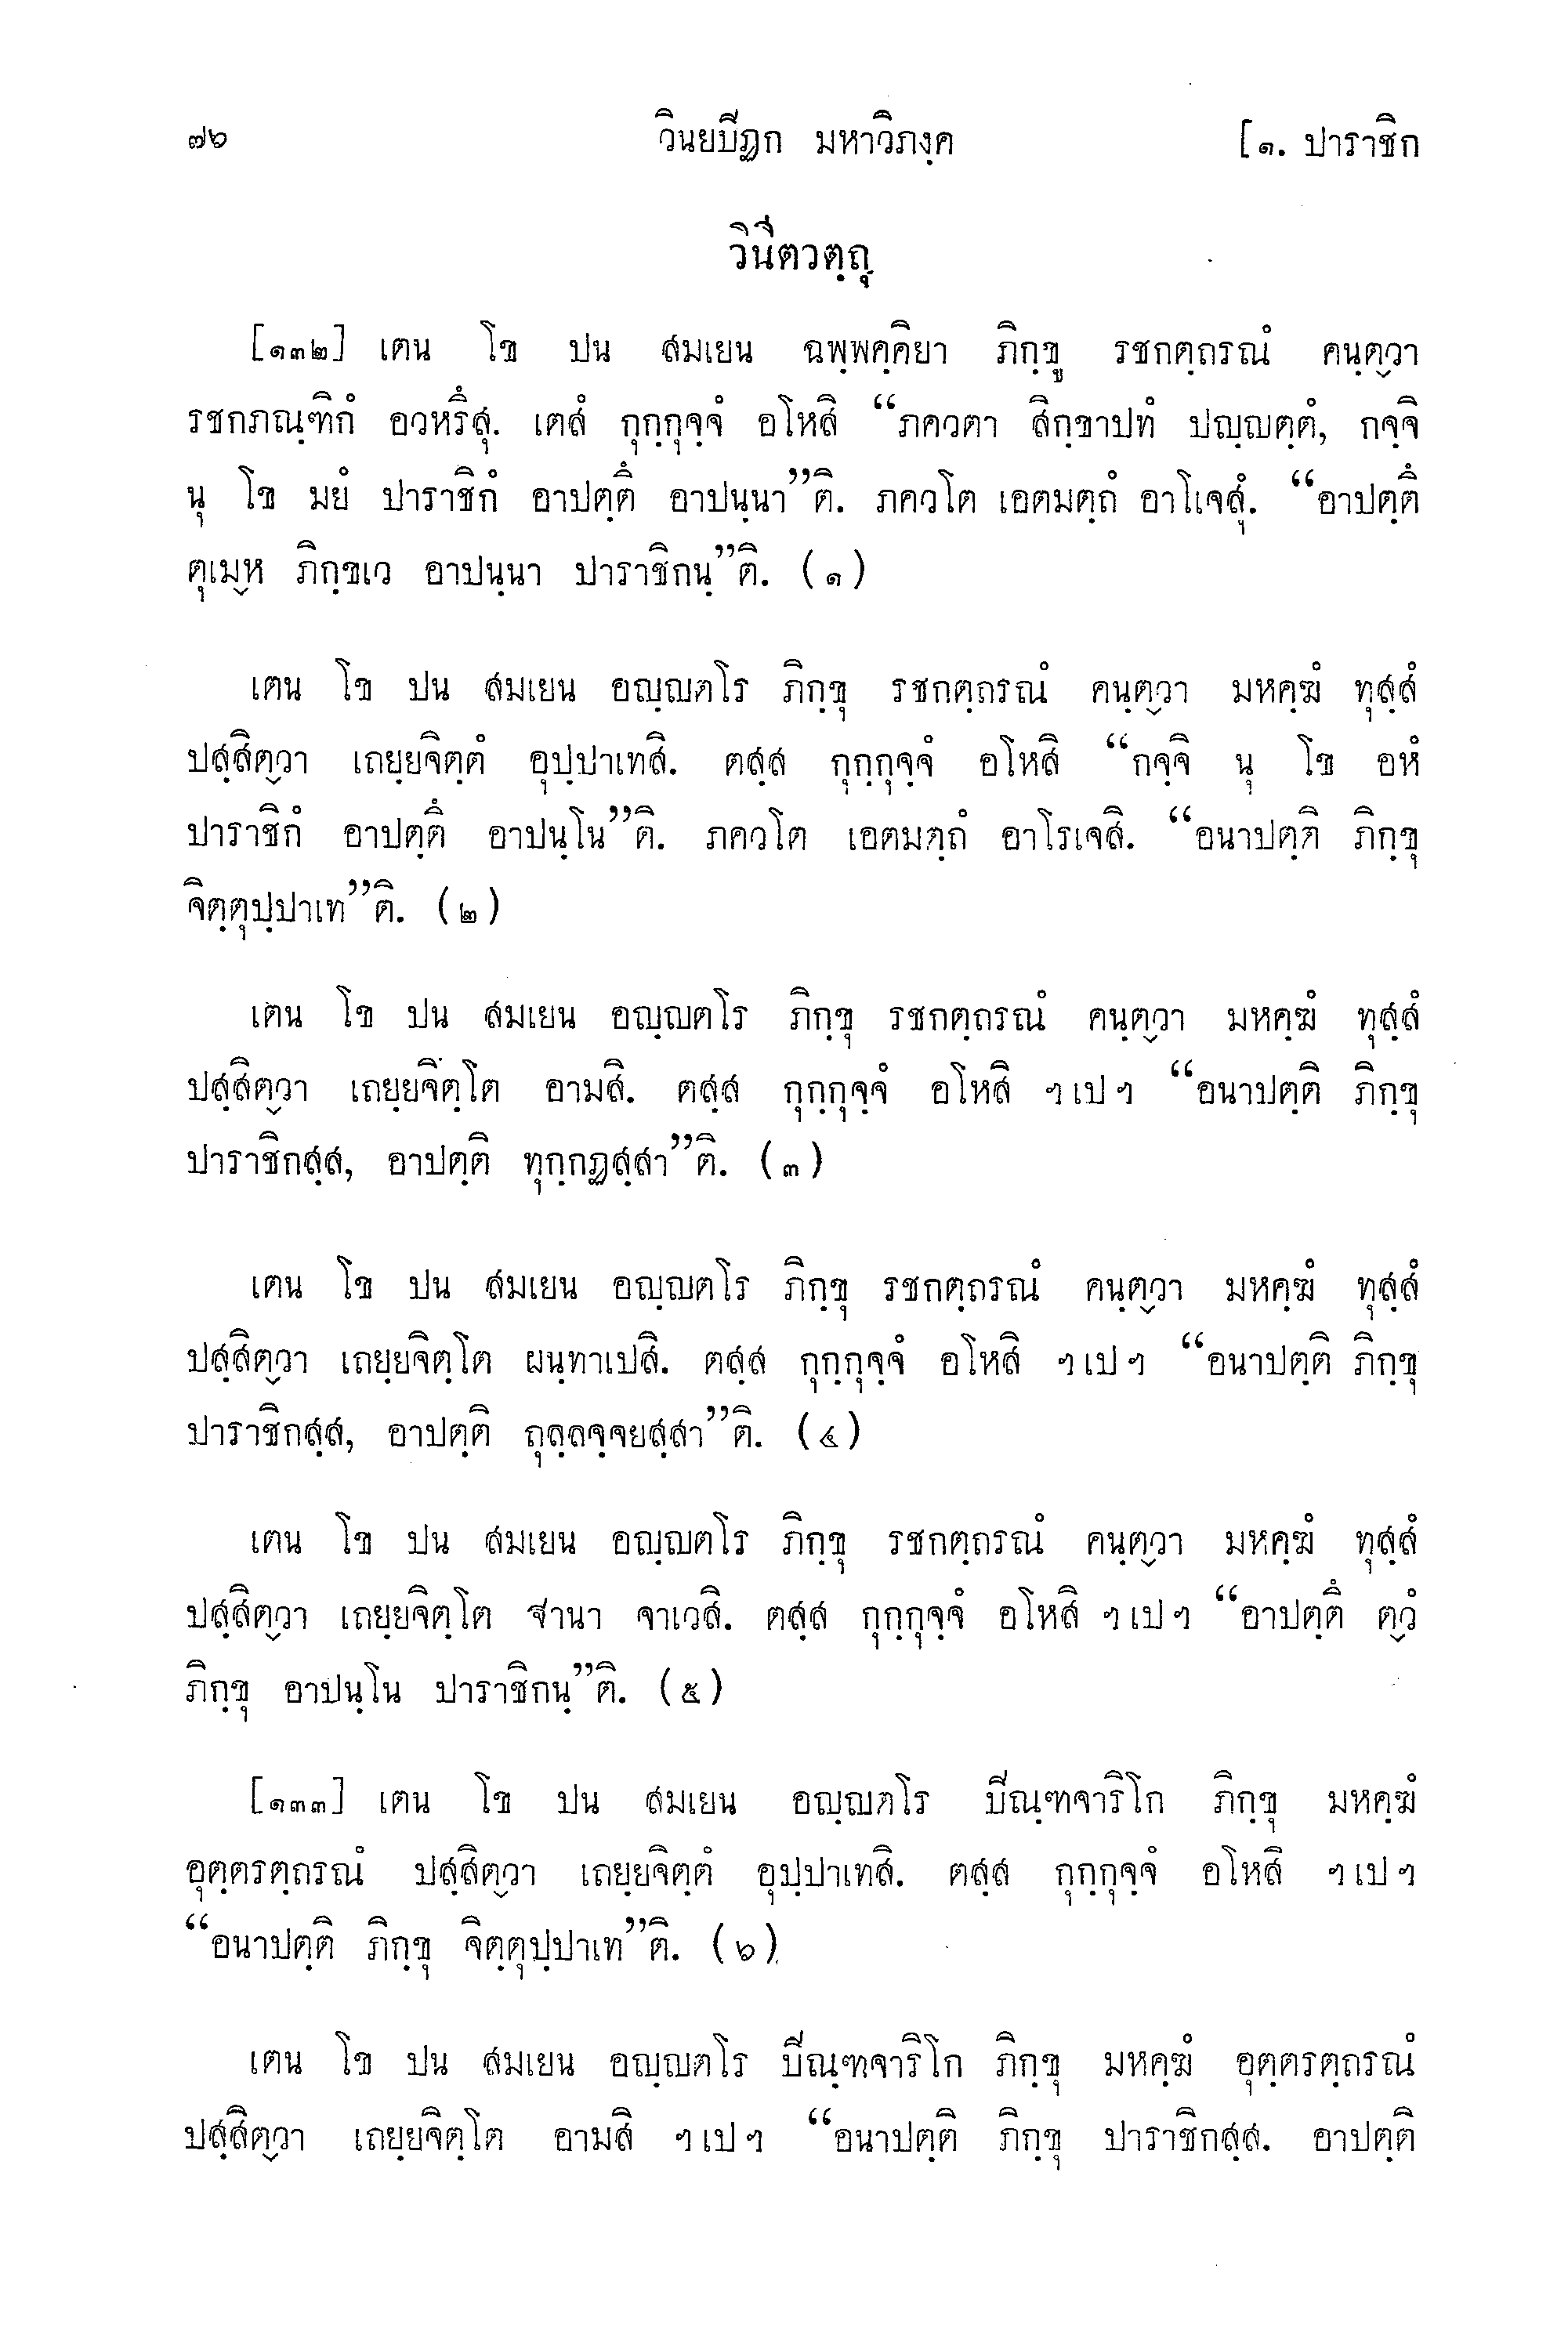 ๗๖ วินยปิฏก มหาวิภงฺค [๑. ปาราชิก
วินีตวตฺถุ
[๑๓๒] เตน โข ปน สมเยน ฉพฺพคฺคิยา ภิกฺขู รชกตฺถรณํ คนฺตฺวา
รชกภณฺฑิกํ อวหรึสุ. เตสํ กุกฺกุจฺจํ อโหสิ “ภควตา สิกฺขาปทํ ปญฺญตฺตํ, กจฺจิ
นุ โข มยํ ปาราชิกํ อาปตฺตึ อาปนฺนา”ติ. ภควโต เอตมตฺถํ อาโรเจสุํ. “อาปตฺตึ
ตุเมฺห ภิกฺขเว อาปนฺนา ปาราชิกนฺ”ติ. (๑)
เตน โข ปน สมเยน อญฺญตโร ภิกฺขุ รชกตฺถรณํ คนฺตฺวา มหคฺฆํ ทุสฺสํ
ปสฺสิตฺวา เถยฺยจิตฺตํ อุปฺปาเทสิ. ตสฺส กุกฺกุจฺจํ อโหสิ “กจฺจิ นุ โข อหํ
ปาราชิกํ อาปตฺตึ อาปนฺโน”ติ. ภควโต เอตมตฺถํ อาโรเจสิ. “อนาปตฺติ ภิกฺขุ
จิตฺตุปฺปาเท”ติ. (๒)
เตน โข ปน สมเยน อญฺญตโร ภิกฺขุ รชกตฺถรณํ คนฺตฺวา มหคฺฆํ ทุสฺสํ
ปสฺสิตฺวา เถยฺยจิตฺโต อามสิ. ตสฺส กุกฺกุจฺจํ อโหสิ ฯเปฯ “อนาปตฺติ ภิกฺขุ
ปาราชิกสฺส, อาปตฺติ ทุกฺกฏสฺสา”ติ. (๓)
เตน โข ปน สมเยน อญฺญตโร ภิกฺขุ รชกตฺถรณํ คนฺตฺวา มหคฺฆํ ทุสฺสํ
ปสฺสิตฺวา เถยฺยจิตฺโต ผนฺทาเปสิ. ตสฺส กุกฺกุจฺจํ อโหสิ ฯเปฯ “อนาปตฺติ ภิกฺขุ
ปาราชิกสฺส, อาปตฺติ ถุลฺลจฺจยสฺสา”ติ. (๔)
เตน โข ปน สมเยน อญฺญตโร ภิกฺขุ รชกตฺถรณํ คนฺตฺวา มหคฺฆํ ทุสฺสํ
ปสฺสิตฺวา เถยฺยจิตฺโต ฐานา จาเวสิ. ตสฺส กุกฺกุจฺจํ อโหสิ ฯเปฯ “อาปตฺตึ ตฺวํ
ภิกฺขุ อาปนฺโน ปาราชิกนฺ”ติ. (๕)
[๑๓๓] เตน โข ปน สมเยน อญฺญตโร ปิณฺฑจาริโก ภิกฺขุ มหคฺฆํ
อุตฺตรตฺถรณํ ปสฺสิตฺวา เถยฺยจิตฺตํ อุปฺปาเทสิ. ตสฺส กุกฺกุจฺจํ อโหสิ ฯเปฯ
“อนาปตฺติ ภิกฺขุ จิตฺตุปฺปาเท”ติ. (๖)
เตน โข ปน สมเยน อญฺญตโร ปิณฺฑจาริโก ภิกฺขุ มหคฺฆํ อุตฺตรตฺถรณํ
ปสฺสิตฺวา เถยฺยจิตฺโต อามสิ ฯเปฯ “อนาปตฺติ ภิกฺขุ ปาราชิกสฺส. อาปตฺติ